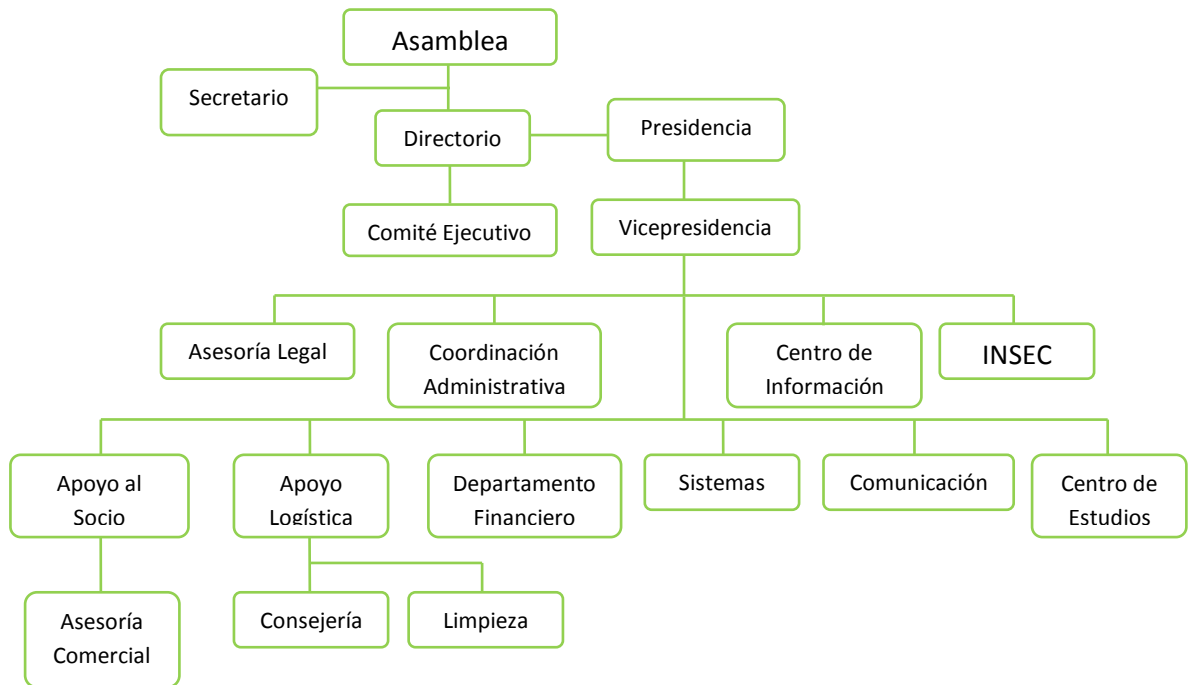 Asamblea
Secretario
Directorio
Presidencia
Comité Ejecutivo
Vicepresidencia
Asesoría Legal
Coordinación
Administrativa
Centro de
Información
INSEC
Apoyo al
Socio
Apoyo
Logística
Departamento
Financiero
Sistemas
Comunicación
Centro de
Estudios
Asesoría
Comercial
Consejería
Limpieza